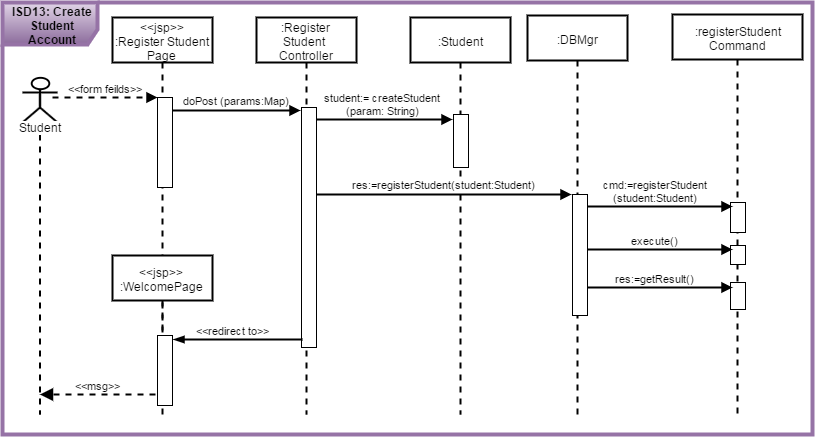 ISD13: Create
Student
Account
<<jsp>>
:Register Student
Page
:Register
Student
Controller
:Student
:DBMgr
:registerStudent
Command
<<form feilds>>
Student
doPost (params:Map)
student:= createStudent
(param: String)
res:=registerStudent(student:Student)
cmd:=registerStudent
(student:Student)
execute()
res:=getResult()
<<jsp>>
:WelcomePage
<<redirect to>>
<<msg>>